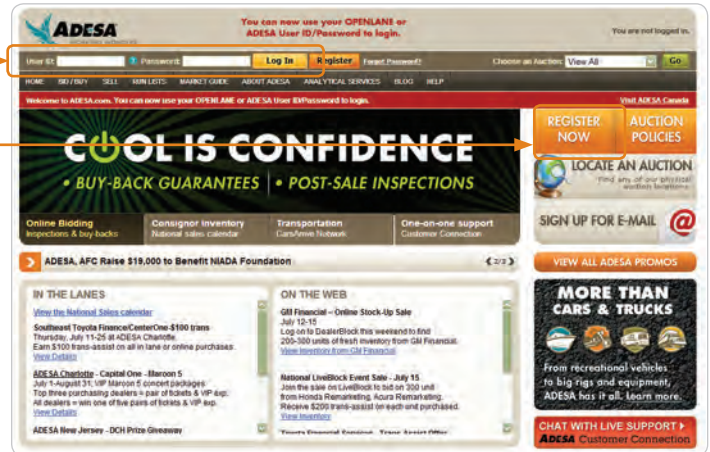 ADESA
You can now use your OPENLANE or
ADESA User ID/Password to login.
You are not logged in.
User ID: ? Password: Log In Register Forgot Password? Choose an Auction: View All Go
HOME BID / BUY SELL RUN LISTS MARKET GUIDE ABOUT ADESA ANALYTICAL SERVICES BLOG HELP
Welcome to ADESA.com. You can now use your OPENLANE or ADESA User ID/Password to login. Visit ADESA Canada
COOL IS CONFIDENCE
• BUY-BACK GUARANTEES | • POST-SALE INSPECTIONS
REGISTER NOW
AUCTION POLICIES
LOCATE AN AUCTION
Find any of our physical
auction locations.
Online Bidding
Inspections & buy-backs
Consignor inventory
National sales calendar
Transportation
CarsArrive Network
One-on-one support
Customer Connection
SIGN UP FOR E-MAIL @
ADESA, AFC Raise $19,000 to Benefit NIADA Foundation
2/3
VIEW ALL ADESA PROMOS
IN THE LANES
View the National Sales calendar
Southeast Toyota Finance/CenterOne-$100 trans
Thursday, July 11-25 at ADESA Charlotte.
Earn $100 trans-assist on all in lane or online purchases.
View Details
ADESA Charlotte - Capital One - Maroon 5
July 1-August 31; VIP Maroon 5 concert packages
Top three purchasing dealers = pair of tickets & VIP exp.
All dealers = win one of five pairs of tickets & VIP exp.
View Details
ADESA New Jersey - DCH Prize Giveaway
ON THE WEB
GM Financial – Online Stock-Up Sale
July 12-15
Log on to DealerBlock this weekend to find
200-300 units of fresh inventory from GM Financial.
View Inventory from GM Financial
National LiveBlock Event Sale - July 15
Join the sale on LiveBlock to bid on 300 unit
from Honda Remarketing, Acura Remarketing.
Receive $200 trans-assist on each unit purchased.
View Inventory
Toyota Financial Services - Trans Assist Offer
MORE THAN
CARS & TRUCKS
From recreational vehicles
to big rigs and equipment,
ADESA has it all. Learn more.
CHAT WITH LIVE SUPPORT
ADESA Customer Connection